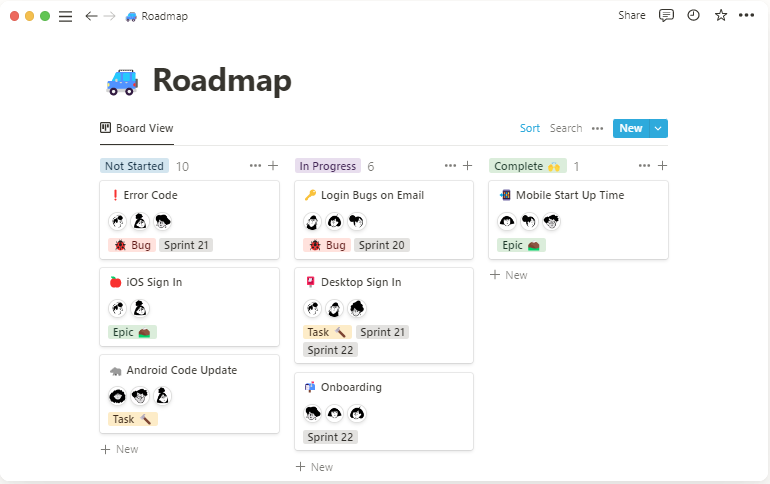 Roadmap
Share
Roadmap
Board View
Sort Search New
Not Started 10
Error Code
Bug Sprint 21
iOS Sign In
Epic
Android Code Update
Task
+ New
In Progress 6
Login Bugs on Email
Bug Sprint 20
Desktop Sign In
Task Sprint 21
Sprint 22
Onboarding
Sprint 22
+ New
Complete 1
Mobile Start Up Time
Epic
+ New